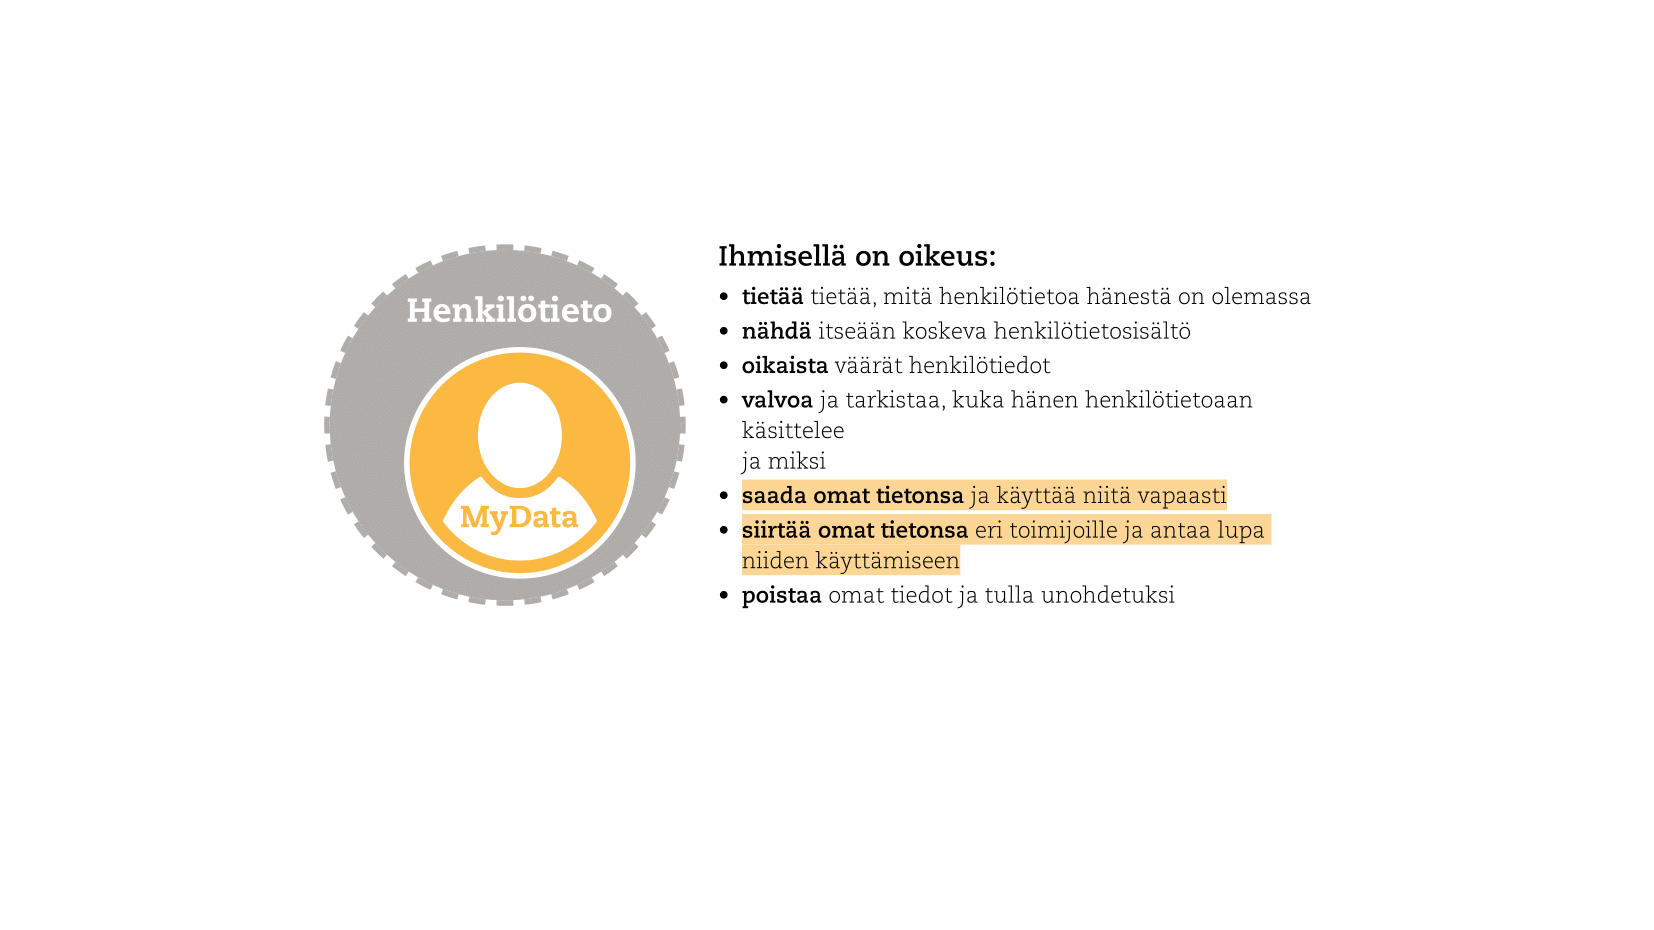 Henkilötieto
MyData
Ihmisellä on oikeus:
• tietää tietää, mitä henkilötietoa hänestä on olemassa
• nähdä itseään koskeva henkilötietosisältö
• oikaista väärät henkilötiedot
• valvoa ja tarkistaa, kuka hänen henkilötietoaan
käsittelee
ja miksi
• saada omat tietonsa ja käyttää niitä vapaasti
• siirtää omat tietonsa eri toimijoille ja antaa lupa
niiden käyttämiseen
• poistaa omat tiedot ja tulla unohdetuksi